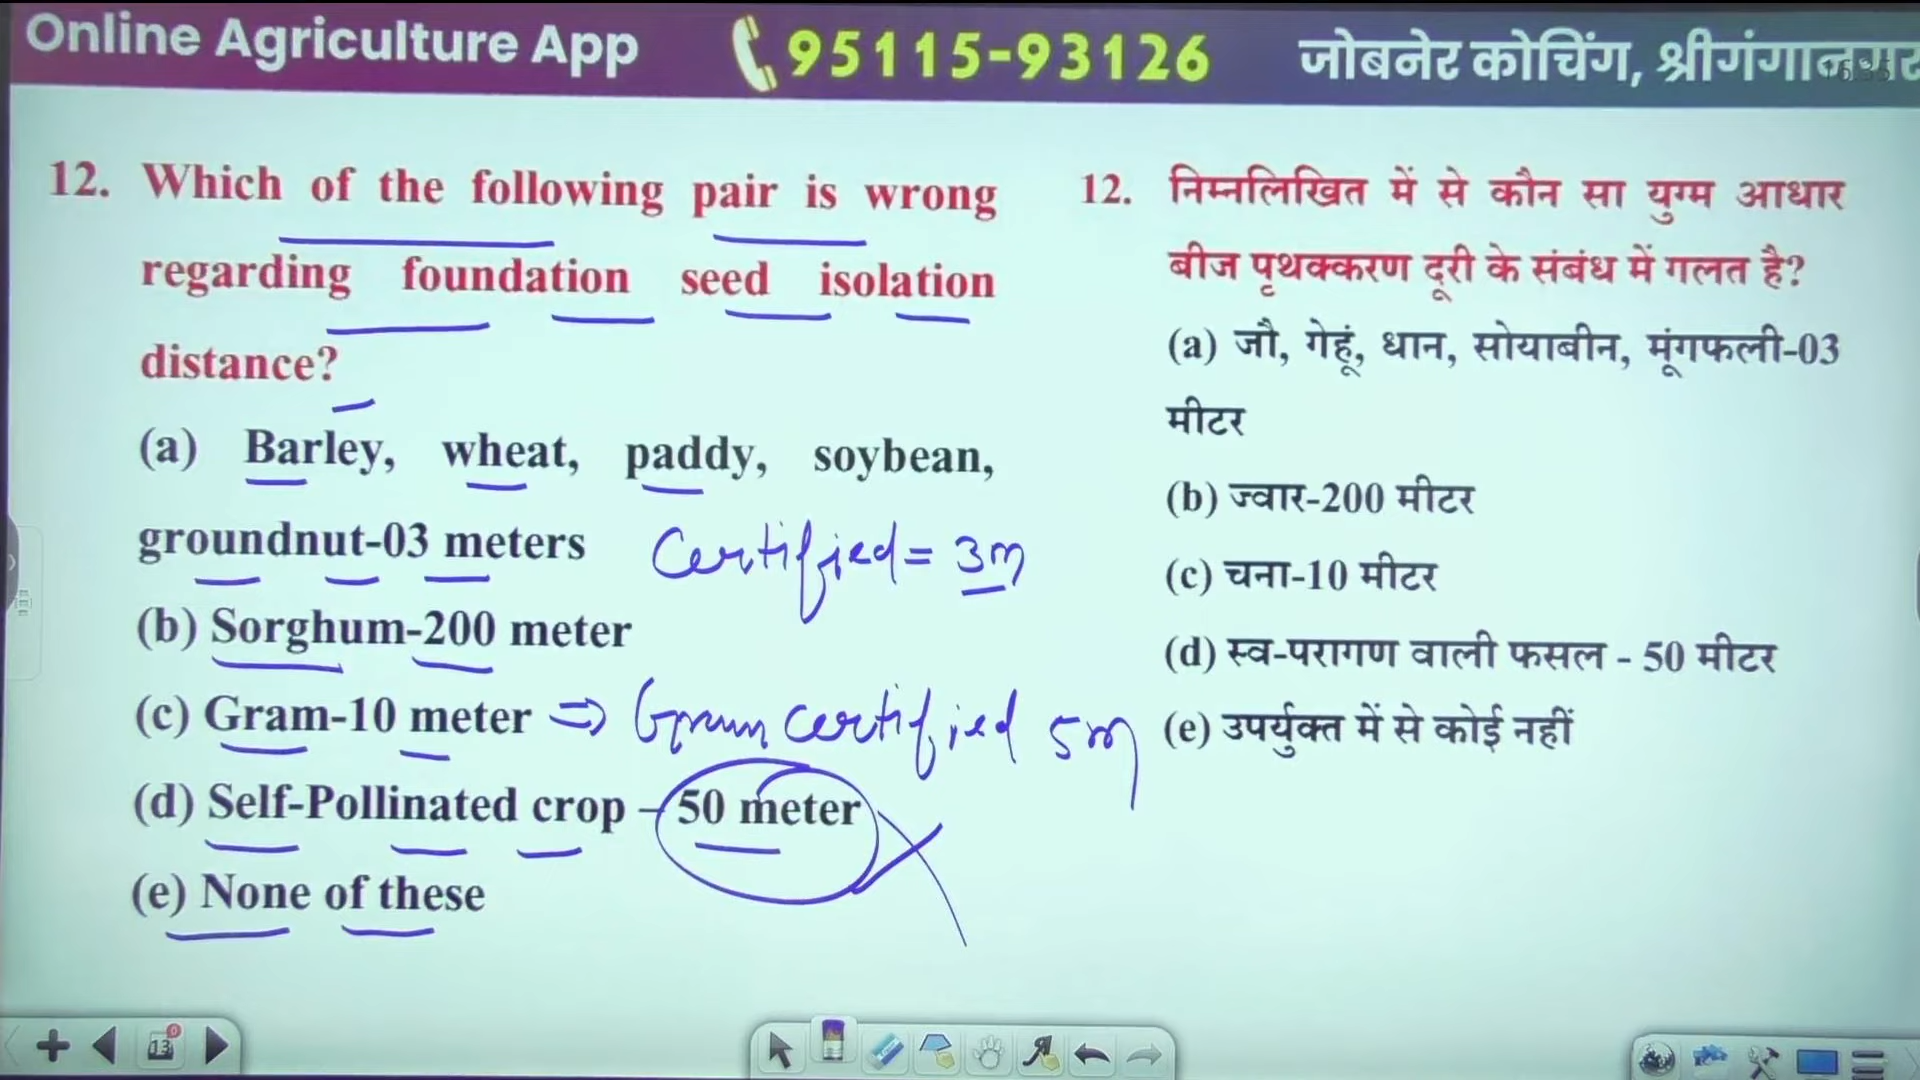 Online Agriculture App 95115-93126 जोबनेर कोचिंग, श्रीगंगानगर
12. Which of the following pair is wrong
regarding foundation seed isolation
distance?
(a) Barley, wheat, paddy, soybean,
groundnut-03 meters Certified = 3m
(b) Sorghum-200 meter
(c) Gram-10 meter ⇒ Gram certified 5m
(d) Self-Pollinated crop – 50 meter
(e) None of these
12. निम्नलिखित में से कौन सा युग्म आधार
बीज पृथक्करण दूरी के संबंध में गलत है?
(a) जौ, गेहूं, धान, सोयाबीन, मूंगफली-03
मीटर
(b) ज्वार-200 मीटर
(c) चना-10 मीटर
(d) स्व-परागण वाली फसल - 50 मीटर
(e) उपर्युक्त में से कोई नहीं
13